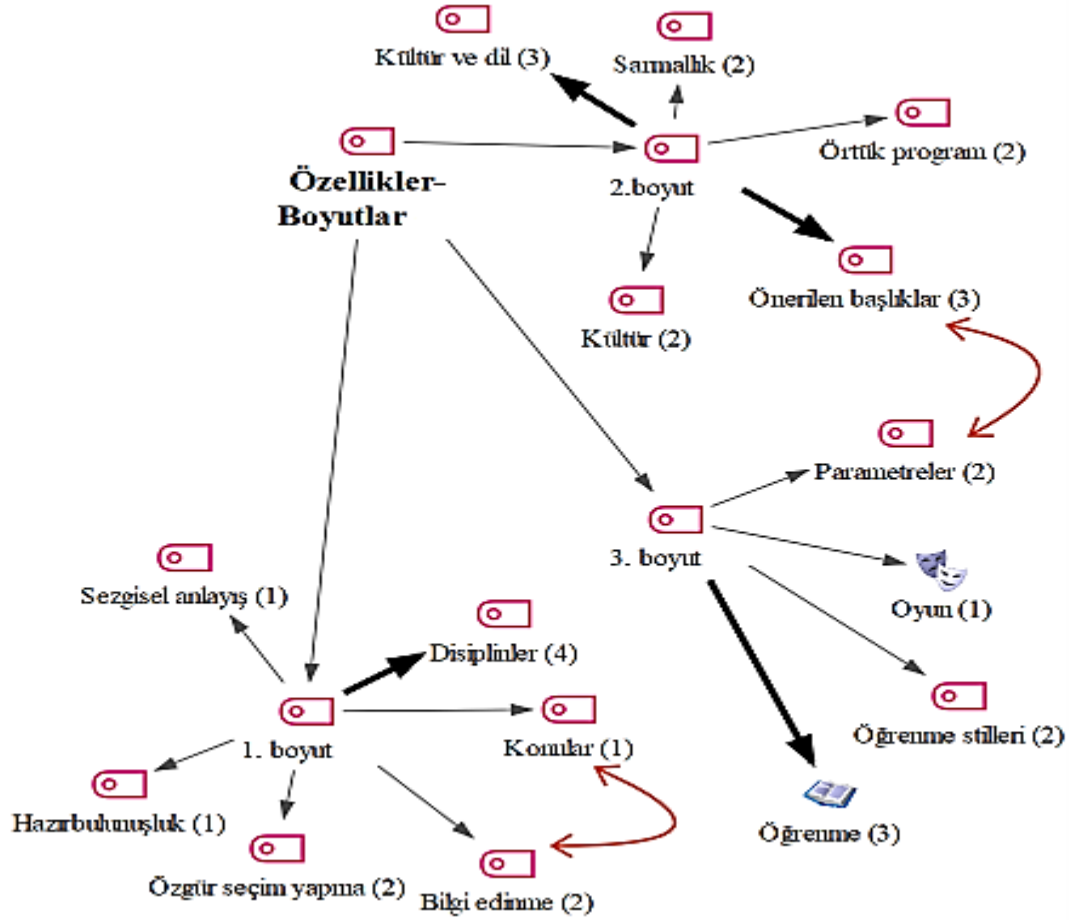 Kültür ve dil (3)
Sarmallık (2)
Örtük program (2)
Özellikler-
Boyutlar
2.boyut
Önerilen başlıklar (3)
Kültür (2)
Parametreler (2)
3. boyut
Oyun (1)
Sezgisel anlayış (1)
Disiplinler (4)
Öğrenme stilleri (2)
1. boyut
Konular (1)
Hazırbulunuşluk (1)
Öğrenme (3)
Özgür seçim yapma (2)
Bilgi edinme (2)